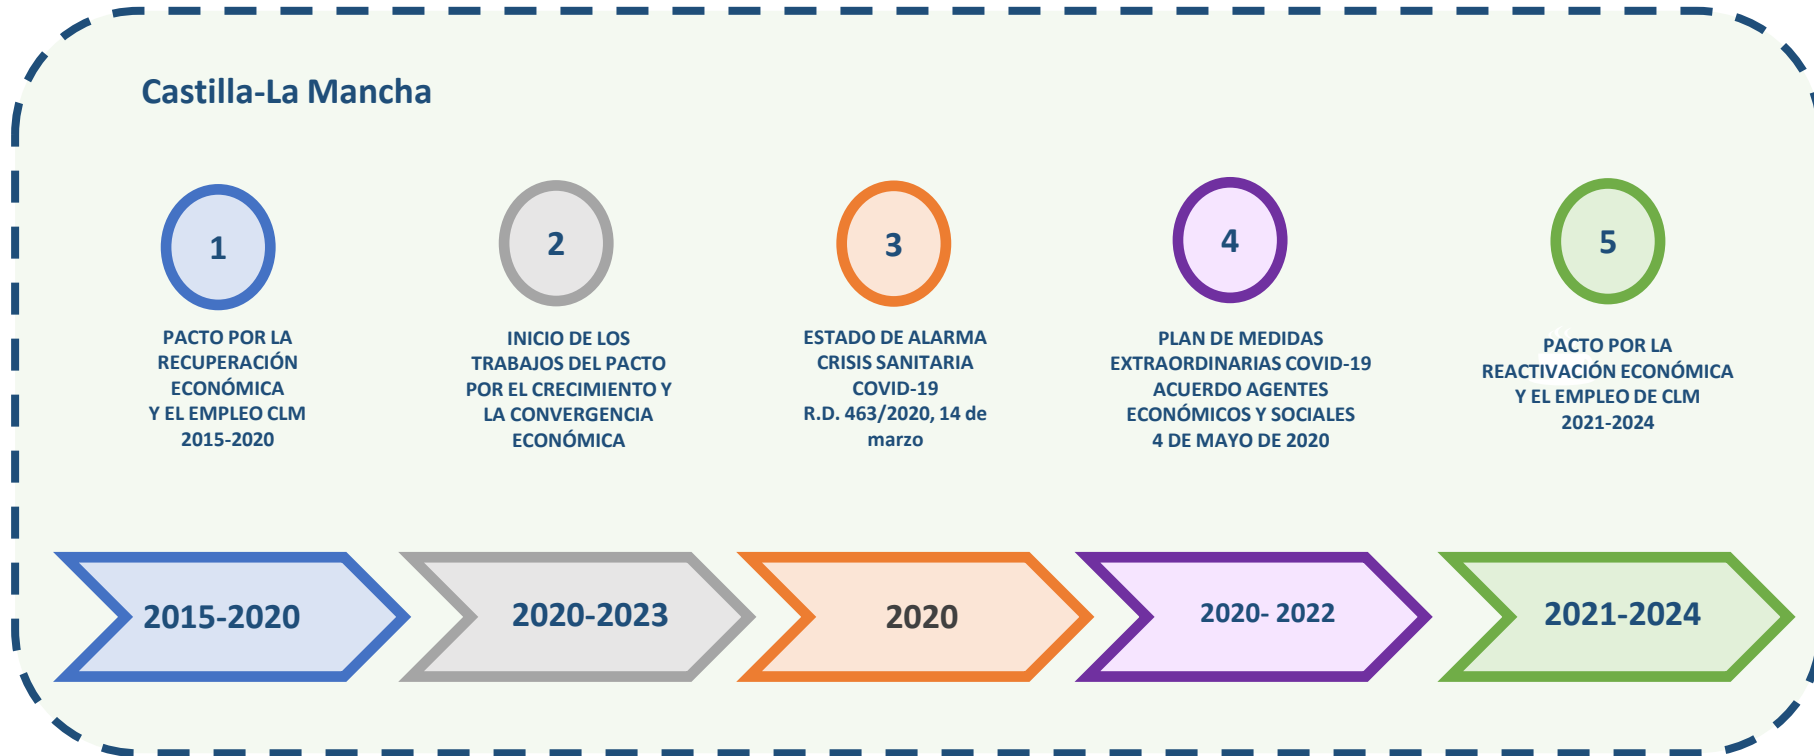 Castilla-La Mancha
1
PACTO POR LA
RECUPERACIÓN
ECONÓMICA
Y EL EMPLEO CLM
2015-2020
2
INICIO DE LOS
TRABAJOS DEL PACTO
POR EL CRECIMIENTO Y
LA CONVERGENCIA
ECONÓMICA
3
ESTADO DE ALARMA
CRISIS SANITARIA
COVID-19
R.D. 463/2020, 14 de
marzo
4
PLAN DE MEDIDAS
EXTRAORDINARIAS COVID-19
ACUERDO AGENTES
ECONÓMICOS Y SOCIALES
4 DE MAYO DE 2020
5
PACTO POR LA
REACTIVACIÓN ECONÓMICA
Y EL EMPLEO DE CLM
2021-2024
2015-2020
2020-2023
2020
2020- 2022
2021-2024